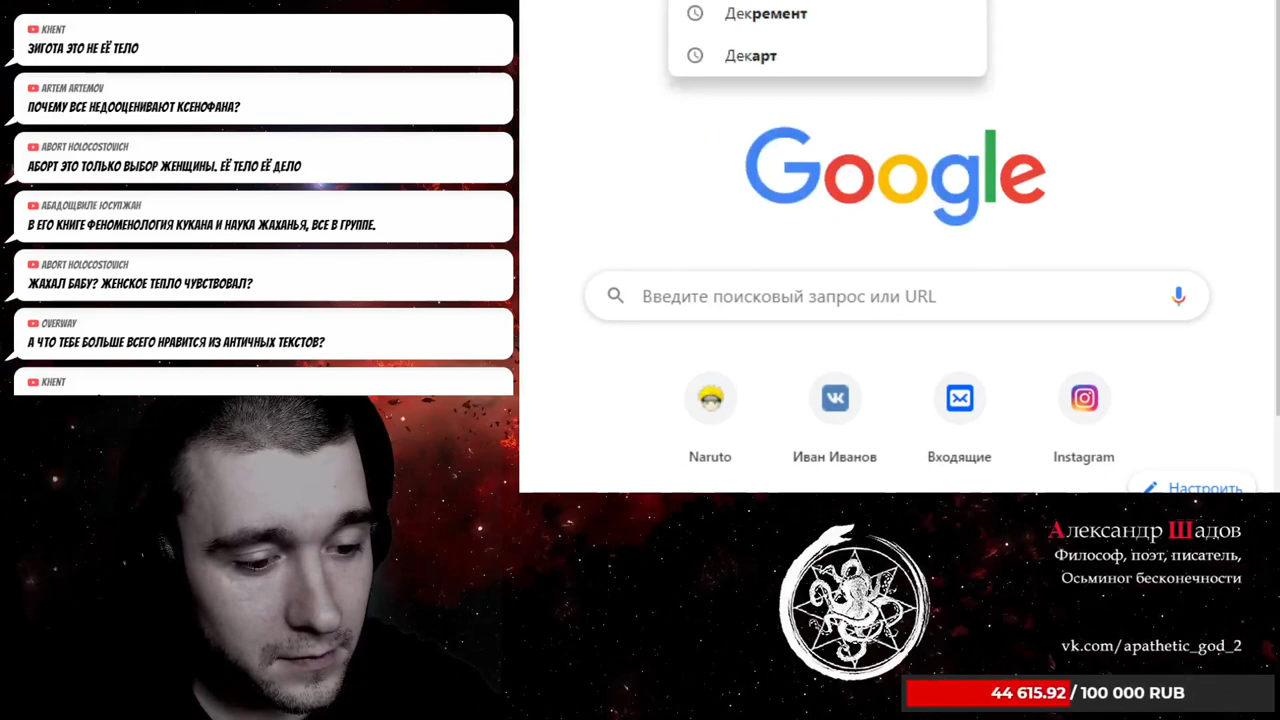 KHENT
ЗИГОТА ЭТО НЕ ЕЁ ТЕЛО
ARTEM ARTEMOV
ПОЧЕМУ ВСЕ НЕДООЦЕНИВАЮТ КСЕНОФАНА?
ABORT HOLOCOSTOVICH
АБОРТ ЭТО ТОЛЬКО ВЫБОР ЖЕНЩИНЫ. ЕЁ ТЕЛО ЕЁ ДЕЛО
АБАДОЩВИЛЕ ЮСУПЖАН
В ЕГО КНИГЕ ФЕНОМЕНОЛОГИЯ КУКАНА И НАУКА ЖАХАНЬЯ, ВСЕ В ГРУППЕ.
ABORT HOLOCOSTOVICH
ЖАХАЛ БАБУ? ЖЕНСКОЕ ТЕПЛО ЧУВСТВОВАЛ?
OVERWAY
А ЧТО ТЕБЕ БОЛЬШЕ ВСЕГО НРАВИТСЯ ИЗ АНТИЧНЫХ ТЕКСТОВ?
KHENT
Декремент
Декарт
Google
Введите поисковый запрос или URL
Naruto
Иван Иванов
Входящие
Instagram
Настроить
Александр Шадов
Философ, поэт, писатель,
Осьминог бесконечности
vk.com/apathetic_god_2
44 615.92 / 100 000 RUB